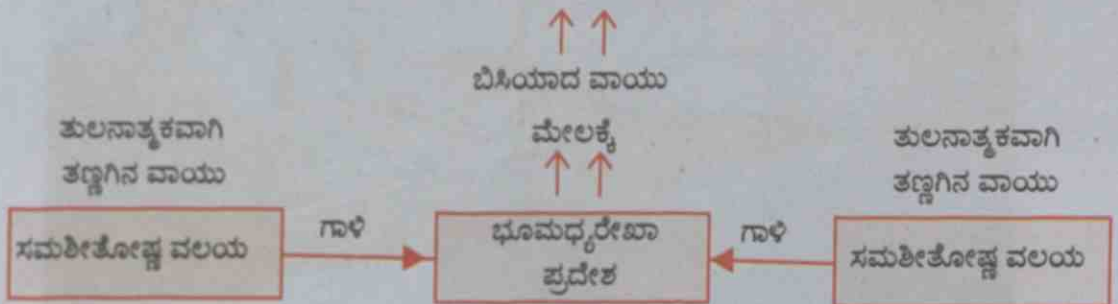 ಬಿಸಿಯಾದ ವಾಯು
ಮೇಲಕ್ಕೆ
ತುಲನಾತ್ಮಕವಾಗಿ
ತಣ್ಣಗಿನ ವಾಯು
ಸಮಶೀತೋಷ್ಣ ವಲಯ
ಗಾಳಿ
ಭೂಮಧ್ಯರೇಖಾ
ಪ್ರದೇಶ
ಗಾಳಿ
ತುಲನಾತ್ಮಕವಾಗಿ
ತಣ್ಣಗಿನ ವಾಯು
ಸಮಶೀತೋಷ್ಣ ವಲಯ